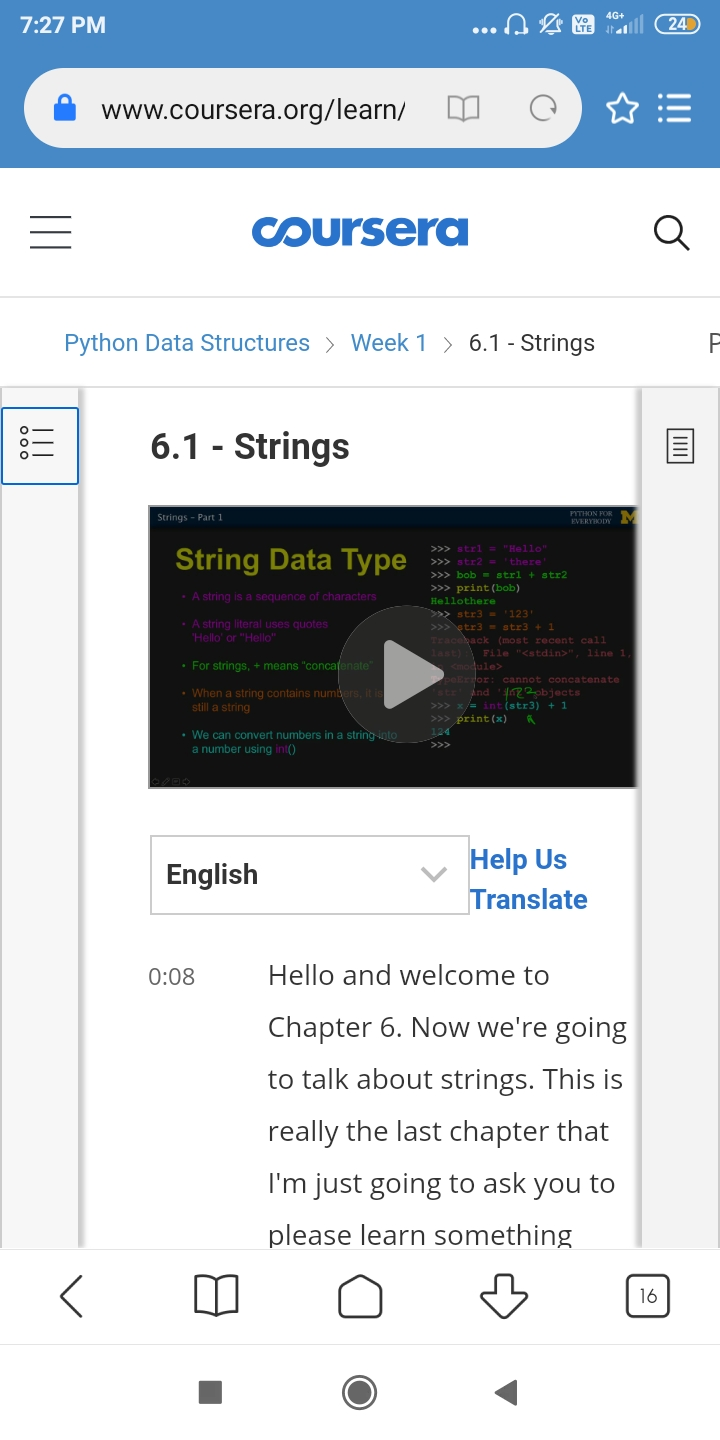 7:27 PM
Vo LTE 4G+ 24
www.coursera.org/learn/
coursera
Python Data Structures > Week 1 > 6.1 - Strings
6.1 - Strings
Strings - Part 1
PYTHON FOR
EVERYBODY
String Data Type
• A string is a sequence of characters
• A string literal uses quotes
'Hello' or "Hello"
• For strings, + means "concatenate"
• When a string contains numbers, it is
still a string
• We can convert numbers in a string into
a number using int()
>>> str1 = "Hello"
>>> str2 = 'there'
>>> bob = str1 + str2
>>> print(bob)
Hellothere
>>> str3 = '123'
>>> str3 = str3 + 1
Traceback (most recent call
last): File "<stdin>", line 1,
in <module>
TypeError: cannot concatenate
'str' and 'int' objects
>>> x = int(str3) + 1
>>> print(x)
124
>>>
English
Help Us
Translate
0:08
Hello and welcome to
Chapter 6. Now we're going
to talk about strings. This is
really the last chapter that
I'm just going to ask you to
please learn something
16